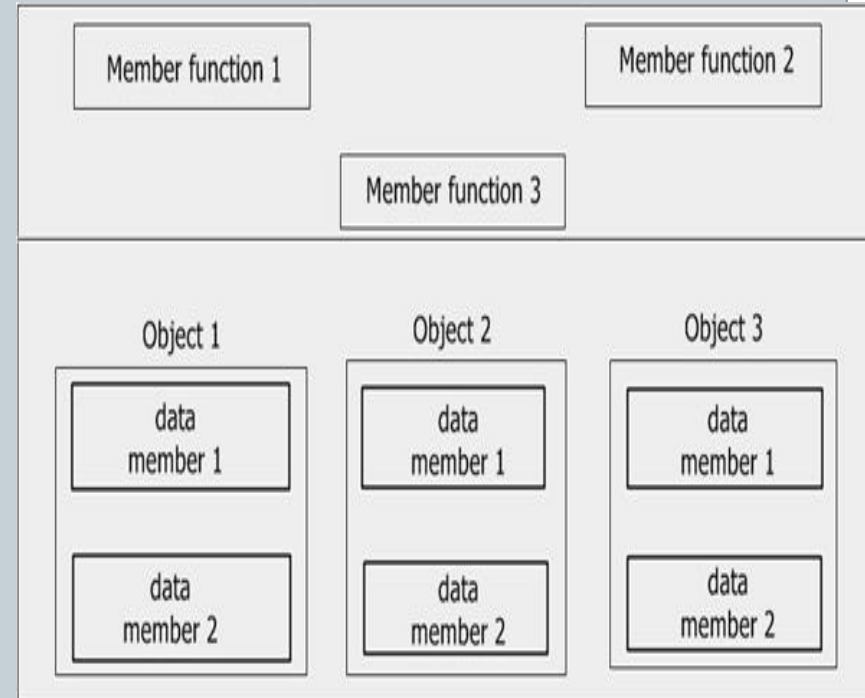 Member function 1
Member function 2
Member function 3
Object 1
Object 2
Object 3
data
member 1
data
member 1
data
member 1
data
member 2
data
member 2
data
member 2